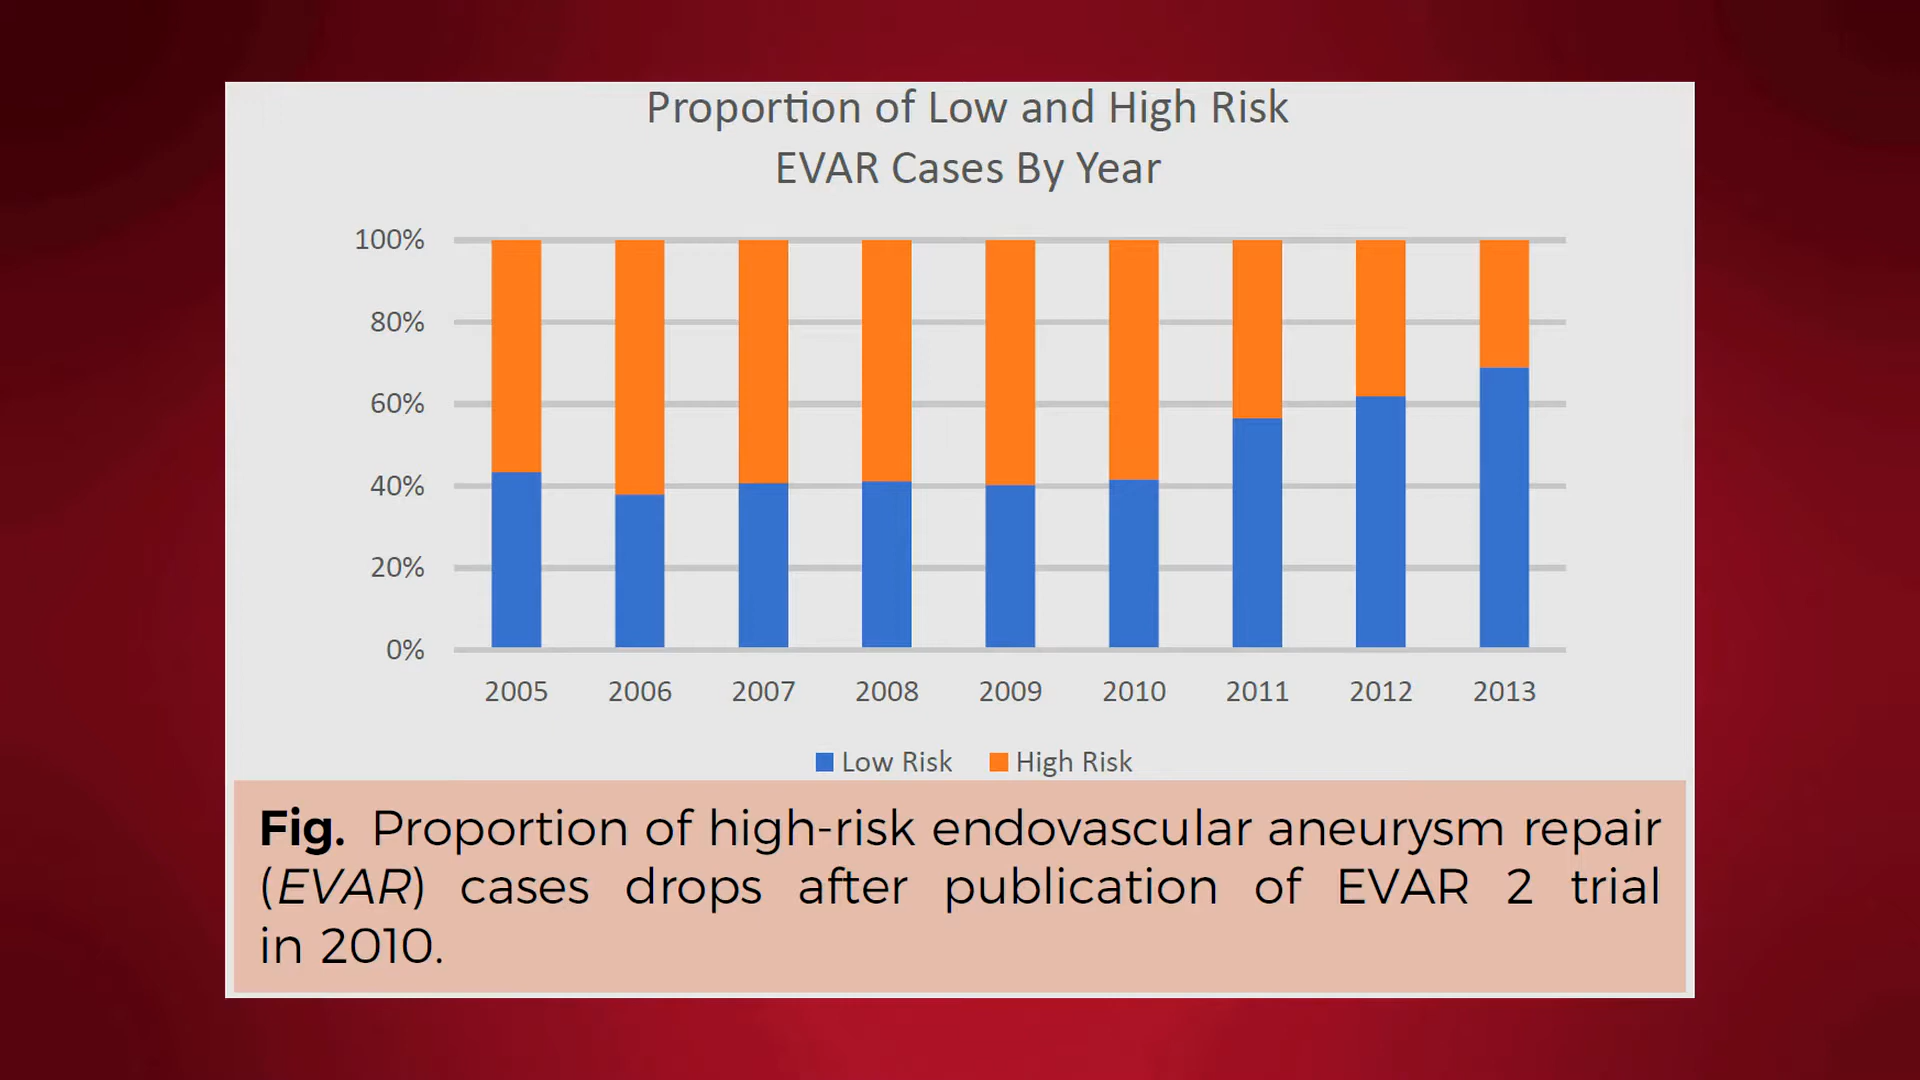 Proportion of Low and High Risk
EVAR Cases By Year
100%
80%
60%
40%
20%
0%
2005 2006 2007 2008 2009 2010 2011 2012 2013
Low Risk High Risk
Fig. Proportion of high-risk endovascular aneurysm repair
(EVAR) cases drops after publication of EVAR 2 trial
in 2010.